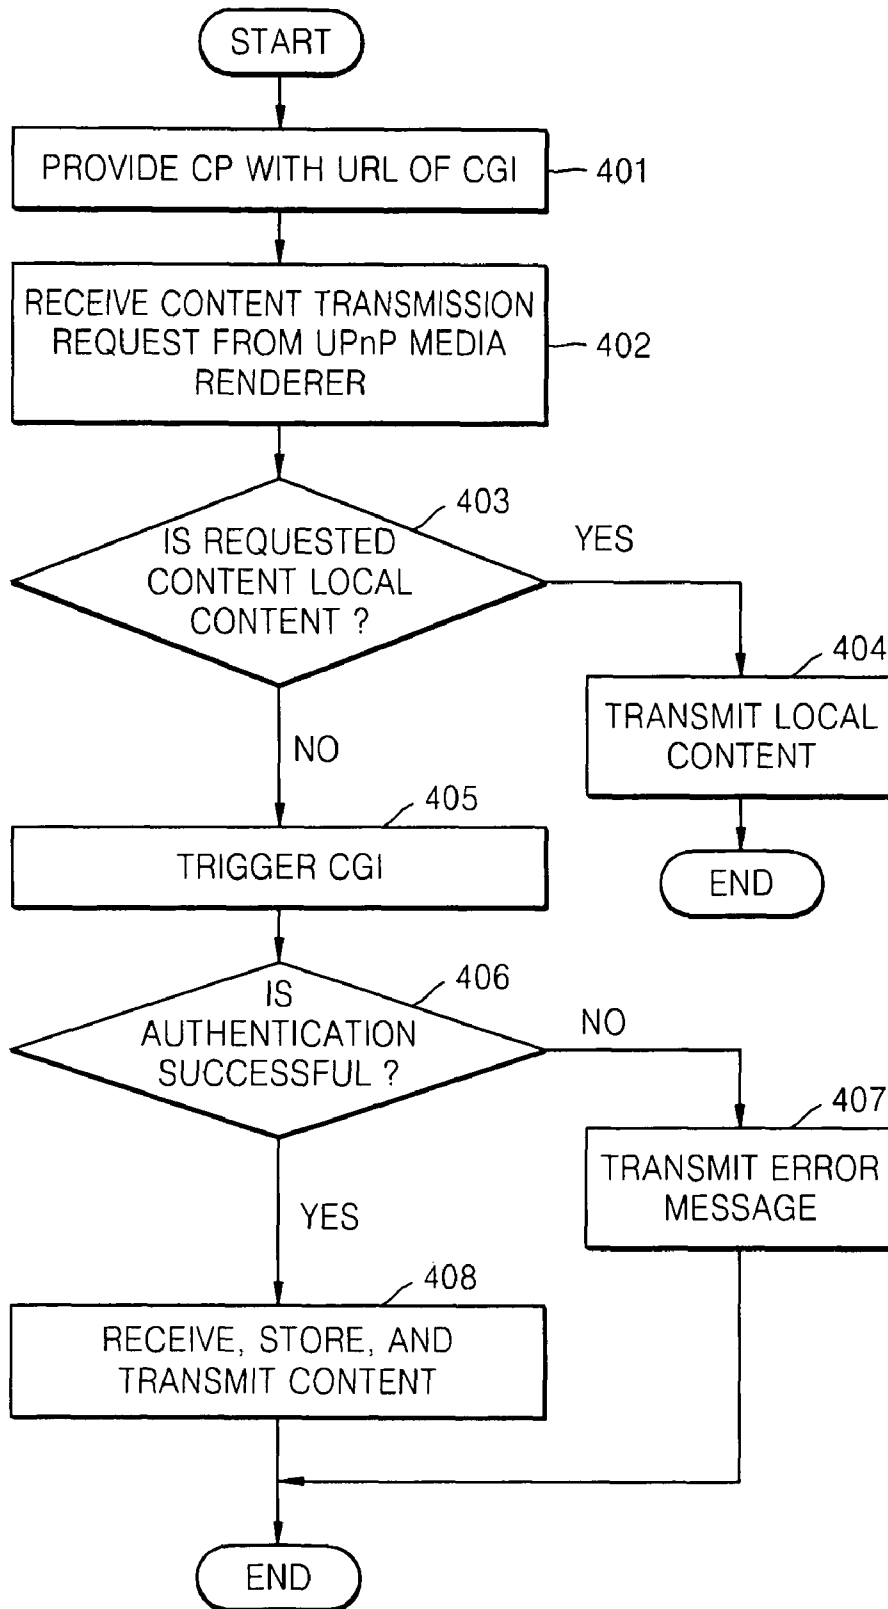 START
PROVIDE CP WITH URL OF CGI
401
RECEIVE CONTENT TRANSMISSION
REQUEST FROM UPnP MEDIA
RENDERER
402
403
IS REQUESTED
CONTENT LOCAL
CONTENT ?
YES
404
TRANSMIT LOCAL
CONTENT
END
NO
405
TRIGGER CGI
406
IS
AUTHENTICATION
SUCCESSFUL ?
NO
407
TRANSMIT ERROR
MESSAGE
YES
408
RECEIVE, STORE, AND
TRANSMIT CONTENT
END